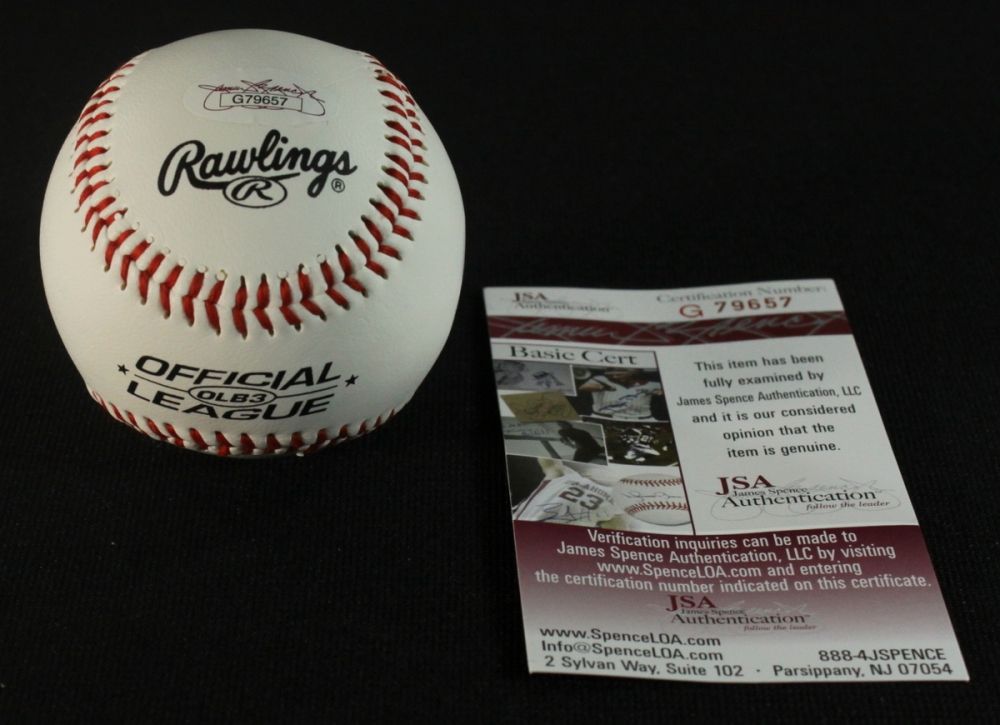 G79657
Rawlings
R ®
OFFICIAL
OLB3
LEAGUE
JSA
Authentication
Certification Number:
G 79657
Basic Cert
This item has been
fully examined by
James Spence Authentication, LLC
and it is our considered
opinion that the
item is genuine.
23
JSA
James Spence
Authentication
follow the leader
Verification inquiries can be made to
James Spence Authentication, LLC by visiting
www.SpenceLOA.com and entering
the certification number indicated on this certificate.
JSA
James Spence
Authentication
follow the leader
www.SpenceLOA.com
Info@SpenceLOA.com
888-4JSPENCE
2 Sylvan Way, Suite 102 · Parsippany, NJ 07054